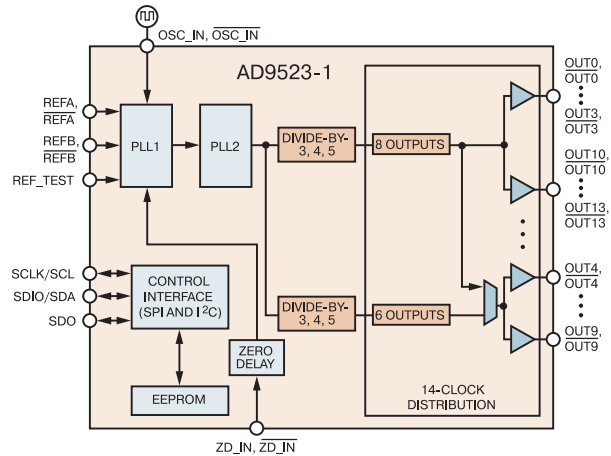 OSC_IN, OSC_IN
AD9523-1
REFA,
REFA
REFB,
REFB
REF_TEST
PLL1
PLL2
DIVIDE-BY-
3, 4, 5
8 OUTPUTS
OUT0,
OUT0
OUT3,
OUT3
OUT10,
OUT10
OUT13,
OUT13
SCLK/SCL
SDIO/SDA
SDO
CONTROL
INTERFACE
(SPI AND I²C)
EEPROM
ZERO
DELAY
DIVIDE-BY-
3, 4, 5
6 OUTPUTS
OUT4,
OUT4
OUT9,
OUT9
14-CLOCK
DISTRIBUTION
ZD_IN, ZD_IN